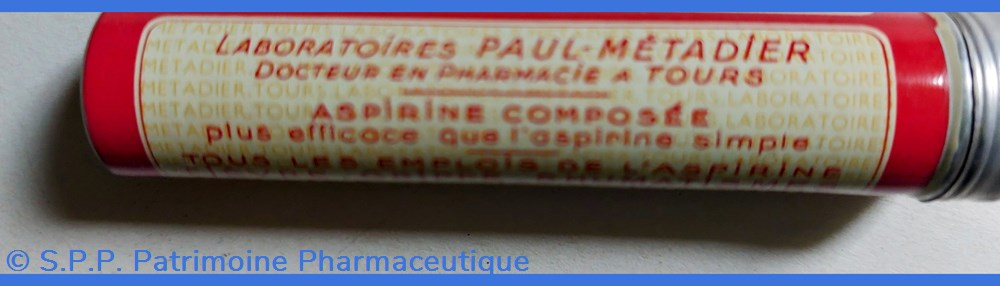 LABORATOIRES PAUL-MÉTADIER
DOCTEUR EN PHARMACIE A TOURS
ASPIRINE COMPOSÉE
plus efficace que l'aspirine simple
TOUS LES EMPLOIS DE L'ASPIRINE
© S.P.P. Patrimoine Pharmaceutique